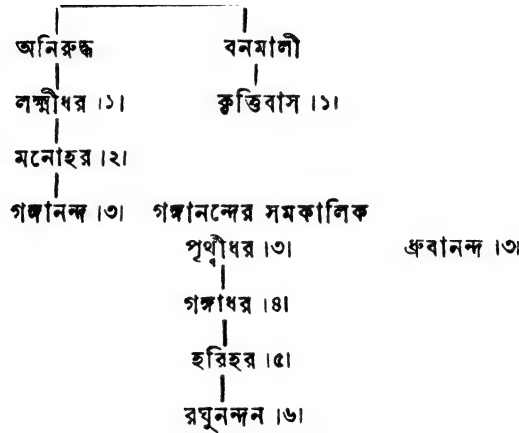 অনিরুদ্ধ বনমালী
লক্ষ্মীধর ।১। কৃত্তিবাস ।১।
মনোহর ।২।
গঙ্গানন্দ ।৩। গঙ্গানন্দের সমকালিক
পৃথ্বীধর ।৩। ধ্রুবানন্দ ।৩।
গঙ্গাধর ।৪।
হরিহর ।৫।
রঘুনন্দন ।৬।